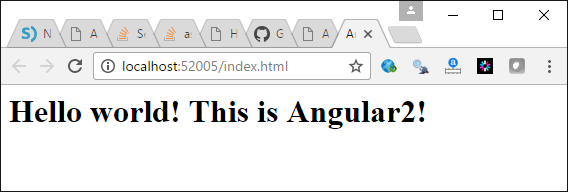 N A S a H G A A
localhost:52005/index.html
Hello world! This is Angular2!